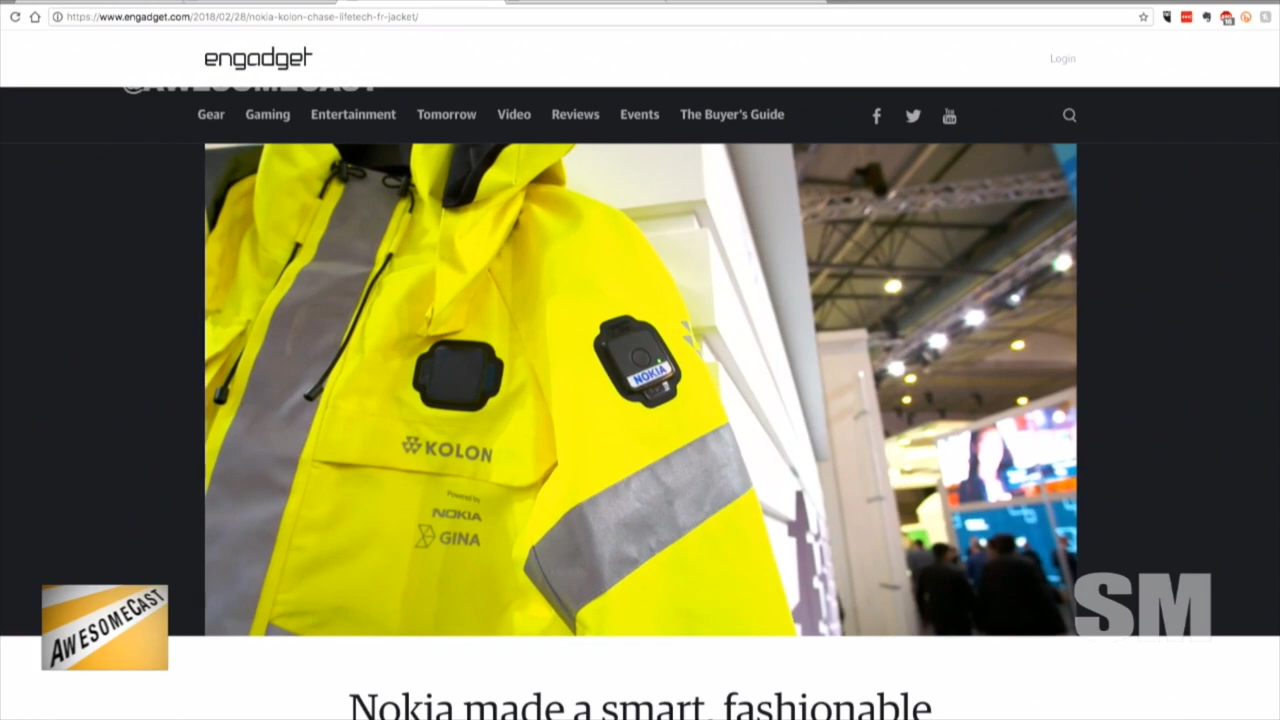 https://www.engadget.com/2018/02/28/nokia-kolon-chase-lifetech-fr-jacket/
engadget
Login
@AWESOMECAST
Gear Gaming Entertainment Tomorrow Video Reviews Events The Buyer's Guide
NOKIA
KOLON
Powered by
NOKIA
GINA
AWESOMECAST
SM
Nokia made a smart, fashionable